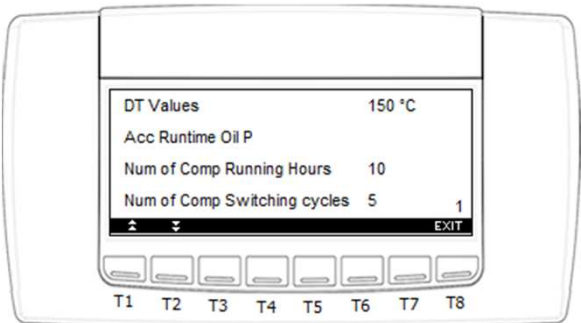 DT Values 150 °C
Acc Runtime Oil P
Num of Comp Running Hours 10
Num of Comp Switching cycles 5 1
EXIT
T1 T2 T3 T4 T5 T6 T7 T8